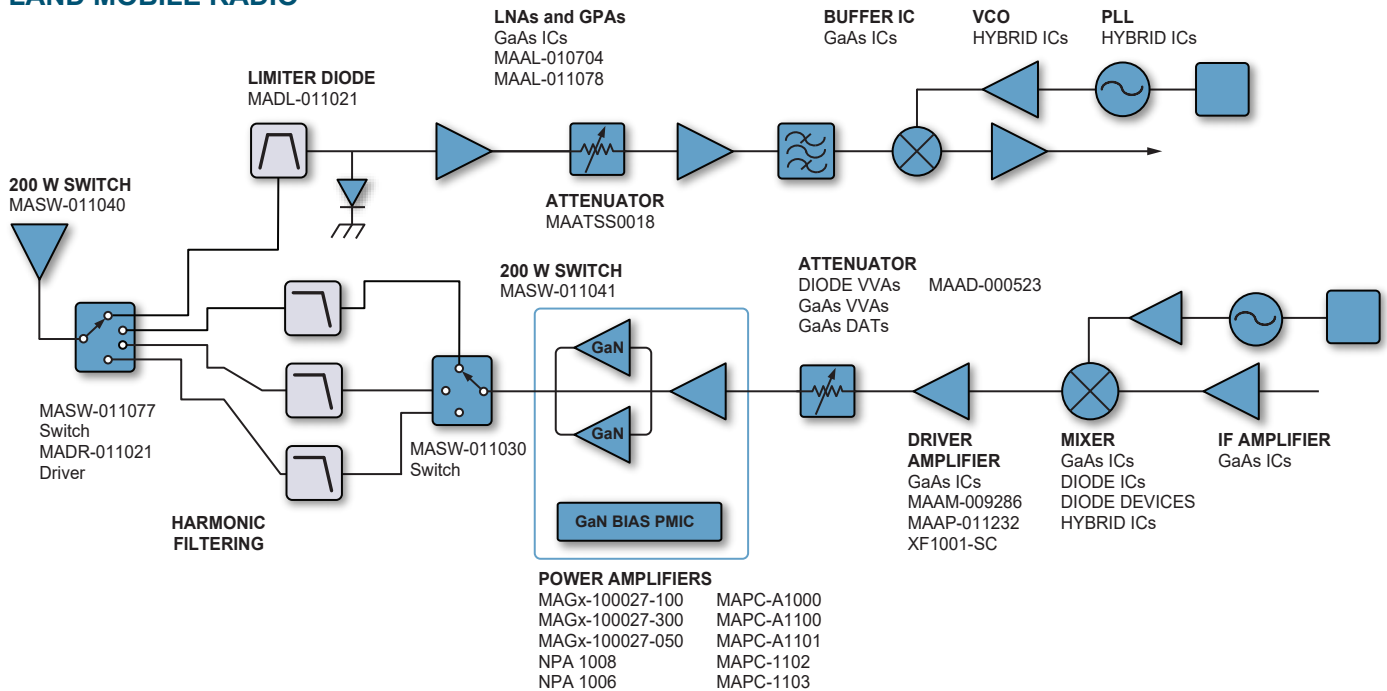 LAND MOBILE RADIO
LNAs and GPAs
GaAs ICs
MAAL-010704
MAAL-011078
BUFFER IC
GaAs ICs
VCO
HYBRID ICs
PLL
HYBRID ICs
LIMITER DIODE
MADL-011021
200 W SWITCH
MASW-011040
ATTENUATOR
MAATSS0018
200 W SWITCH
MASW-011041
ATTENUATOR
DIODE VVAs MAAD-000523
GaAs VVAs
GaAs DATs
GaN
GaN
GaN BIAS PMIC
MASW-011077
Switch
MADR-011021
Driver
MASW-011030
Switch
HARMONIC
FILTERING
DRIVER
AMPLIFIER
GaAs ICs
MAAM-009286
MAAP-011232
XF1001-SC
MIXER
GaAs ICs
DIODE ICs
DIODE DEVICES
HYBRID ICs
IF AMPLIFIER
GaAs ICs
POWER AMPLIFIERS
MAGx-100027-100 MAPC-A1000
MAGx-100027-300 MAPC-A1100
MAGx-100027-050 MAPC-A1101
NPA 1008 MAPC-1102
NPA 1006 MAPC-1103